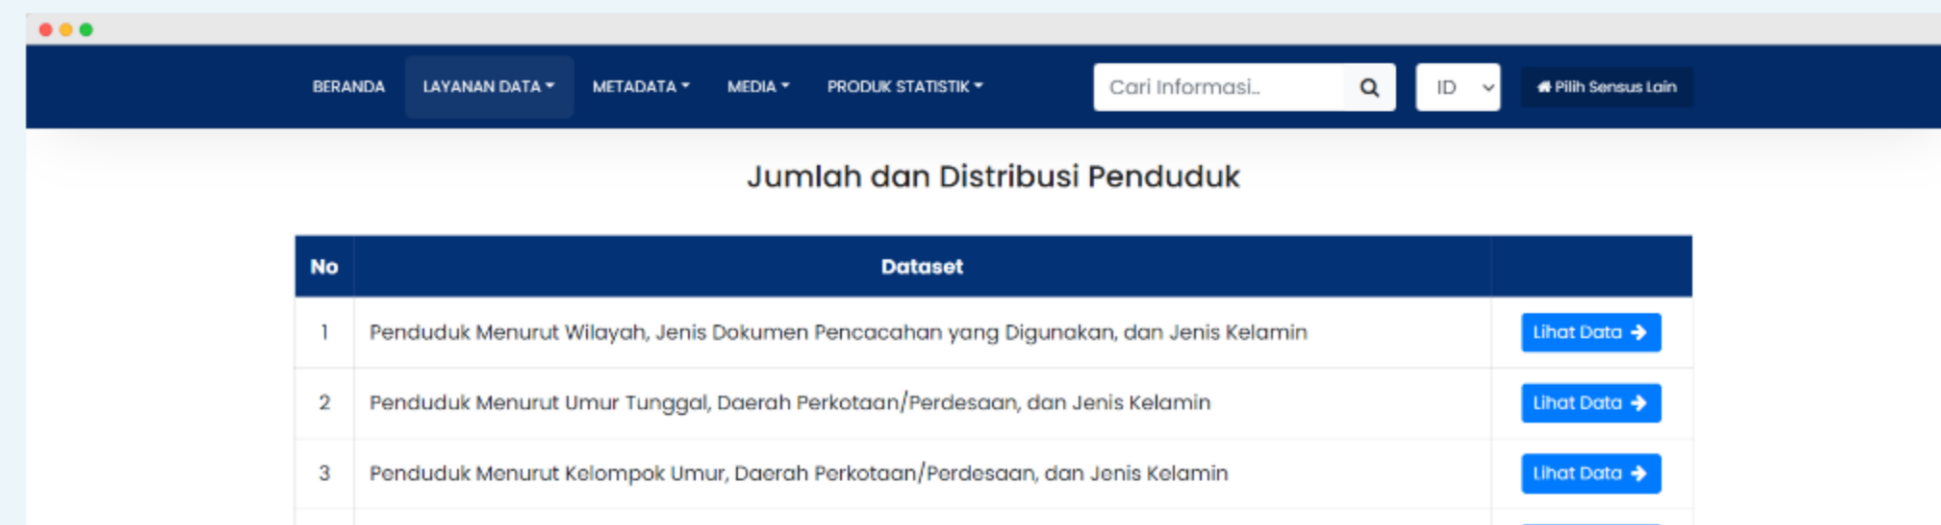 BERANDA LAYANAN DATA METADATA MEDIA PRODUK STATISTIK Cari Informasi.. ID Pilih Sensus Lain
Jumlah dan Distribusi Penduduk
No Dataset
1 Penduduk Menurut Wilayah, Jenis Dokumen Pencacahan yang Digunakan, dan Jenis Kelamin Lihat Data
2 Penduduk Menurut Umur Tunggal, Daerah Perkotaan/Perdesaan, dan Jenis Kelamin Lihat Data
3 Penduduk Menurut Kelompok Umur, Daerah Perkotaan/Perdesaan, dan Jenis Kelamin Lihat Data